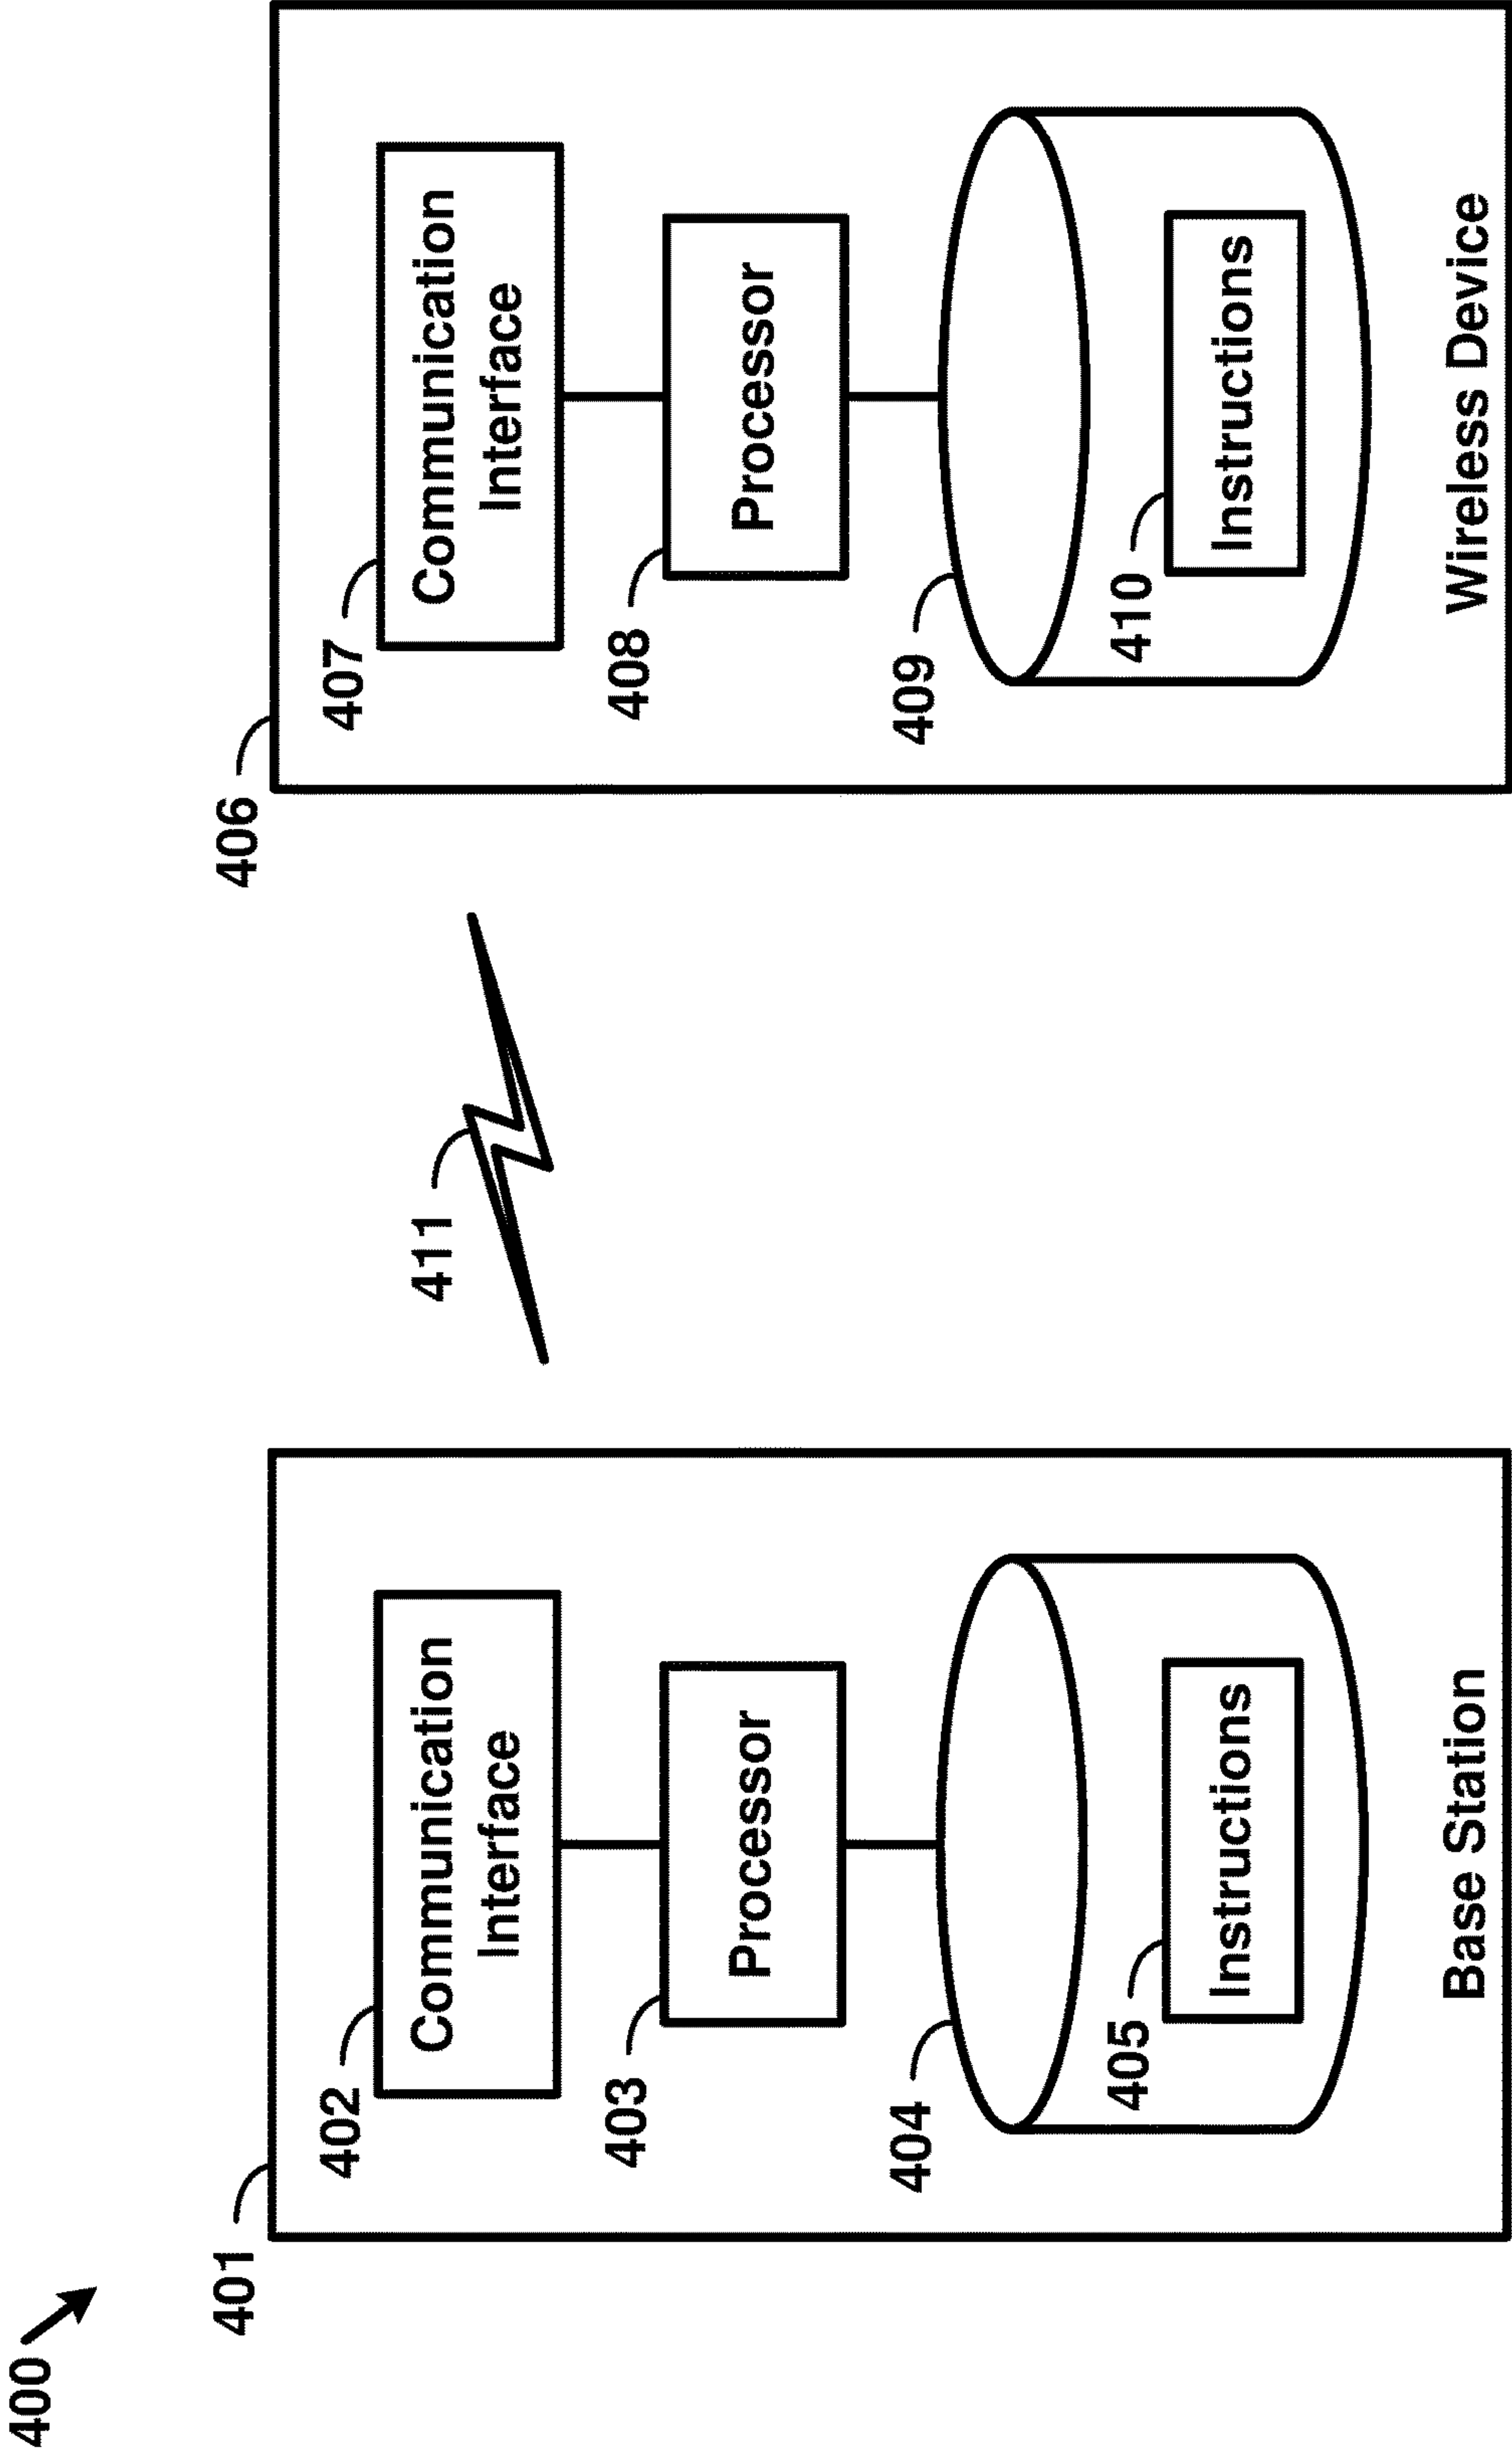 400
401
402
Communication
Interface
403
Processor
404
405
Instructions
Base Station
411
406
407
Communication
Interface
408
Processor
409
410
Instructions
Wireless Device